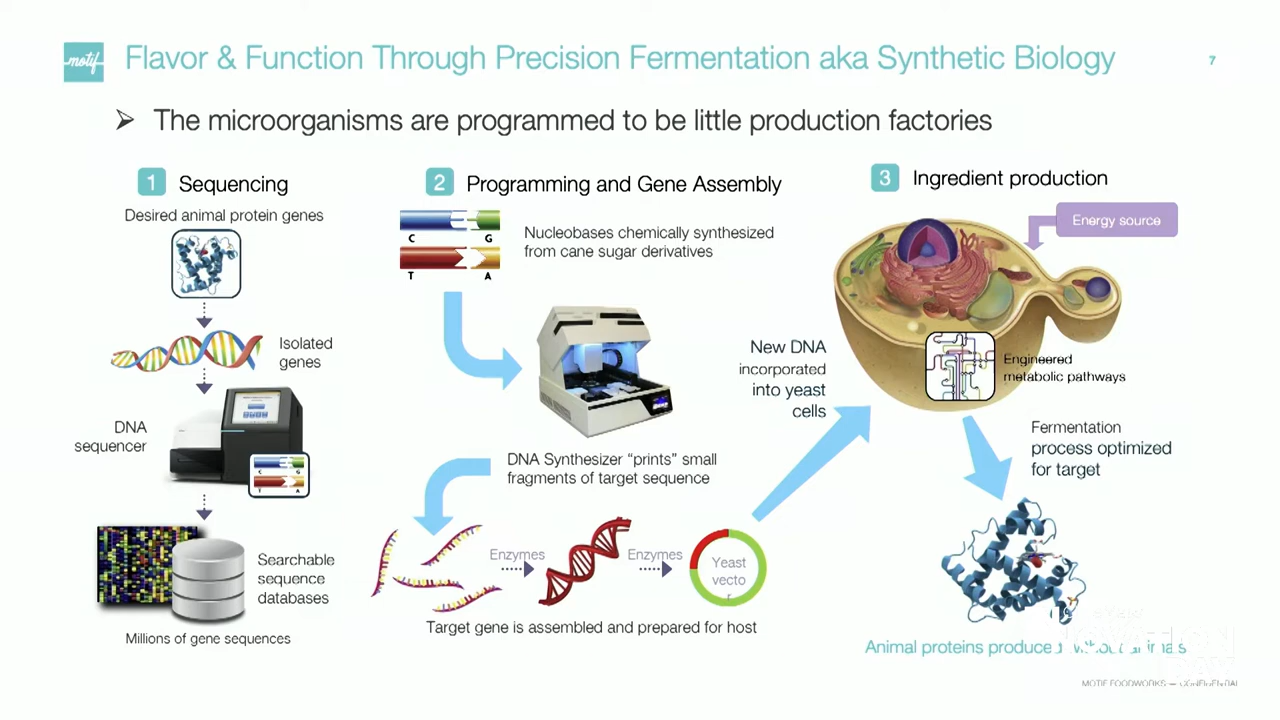 motif
Flavor & Function Through Precision Fermentation aka Synthetic Biology
7
The microorganisms are programmed to be little production factories
1 Sequencing
Desired animal protein genes
Isolated
genes
DNA
sequencer
C G
T A
Searchable
sequence
databases
Millions of gene sequences
2 Programming and Gene Assembly
C G
T A
Nucleobases chemically synthesized
from cane sugar derivatives
DNA Synthesizer “prints” small
fragments of target sequence
Enzymes
Enzymes
Yeast
vecto
r
Target gene is assembled and prepared for host
New DNA
incorporated
into yeast
cells
3 Ingredient production
Energy source
Engineered
metabolic pathways
Fermentation
process optimized
for target
Animal proteins produced without animals
MOTIF FOODWORKS — CONFIDENTIAL